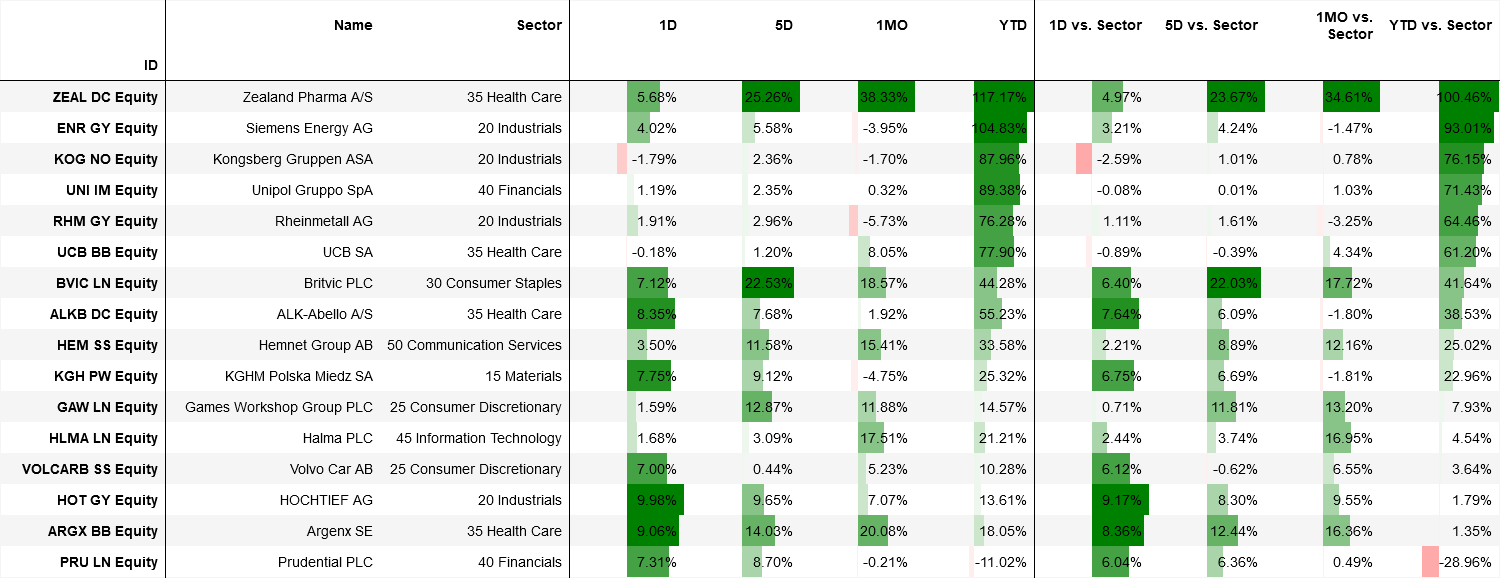 ID Name Sector 1D 5D 1MO YTD 1D vs. Sector 5D vs. Sector 1MO vs. Sector YTD vs. Sector
ZEAL DC Equity Zealand Pharma A/S 35 Health Care 5.68% 25.26% 38.33% 117.17% 4.97% 23.67% 34.61% 100.46%
ENR GY Equity Siemens Energy AG 20 Industrials 4.02% 5.58% -3.95% 104.83% 3.21% 4.24% -1.47% 93.01%
KOG NO Equity Kongsberg Gruppen ASA 20 Industrials -1.79% 2.36% -1.70% 87.96% -2.59% 1.01% 0.78% 76.15%
UNI IM Equity Unipol Gruppo SpA 40 Financials 1.19% 2.35% 0.32% 89.38% -0.08% 0.01% 1.03% 71.43%
RHM GY Equity Rheinmetall AG 20 Industrials 1.91% 2.96% -5.73% 76.28% 1.11% 1.61% -3.25% 64.46%
UCB BB Equity UCB SA 35 Health Care -0.18% 1.20% 8.05% 77.90% -0.89% -0.39% 4.34% 61.20%
BVIC LN Equity Britvic PLC 30 Consumer Staples 7.12% 22.53% 18.57% 44.28% 6.40% 22.03% 17.72% 41.64%
ALKB DC Equity ALK-Abello A/S 35 Health Care 8.35% 7.68% 1.92% 55.23% 7.64% 6.09% -1.80% 38.53%
HEM SS Equity Hemnet Group AB 50 Communication Services 3.50% 11.58% 15.41% 33.58% 2.21% 8.89% 12.16% 25.02%
KGH PW Equity KGHM Polska Miedz SA 15 Materials 7.75% 9.12% -4.75% 25.32% 6.75% 6.69% -1.81% 22.96%
GAW LN Equity Games Workshop Group PLC 25 Consumer Discretionary 1.59% 12.87% 11.88% 14.57% 0.71% 11.81% 13.20% 7.93%
HLMA LN Equity Halma PLC 45 Information Technology 1.68% 3.09% 17.51% 21.21% 2.44% 3.74% 16.95% 4.54%
VOLCARB SS Equity Volvo Car AB 25 Consumer Discretionary 7.00% 0.44% 5.23% 10.28% 6.12% -0.62% 6.55% 3.64%
HOT GY Equity HOCHTIEF AG 20 Industrials 9.98% 9.65% 7.07% 13.61% 9.17% 8.30% 9.55% 1.79%
ARGX BB Equity Argenx SE 35 Health Care 9.06% 14.03% 20.08% 18.05% 8.36% 12.44% 16.36% 1.35%
PRU LN Equity Prudential PLC 40 Financials 7.31% 8.70% -0.21% -11.02% 6.04% 6.36% 0.49% -28.96%